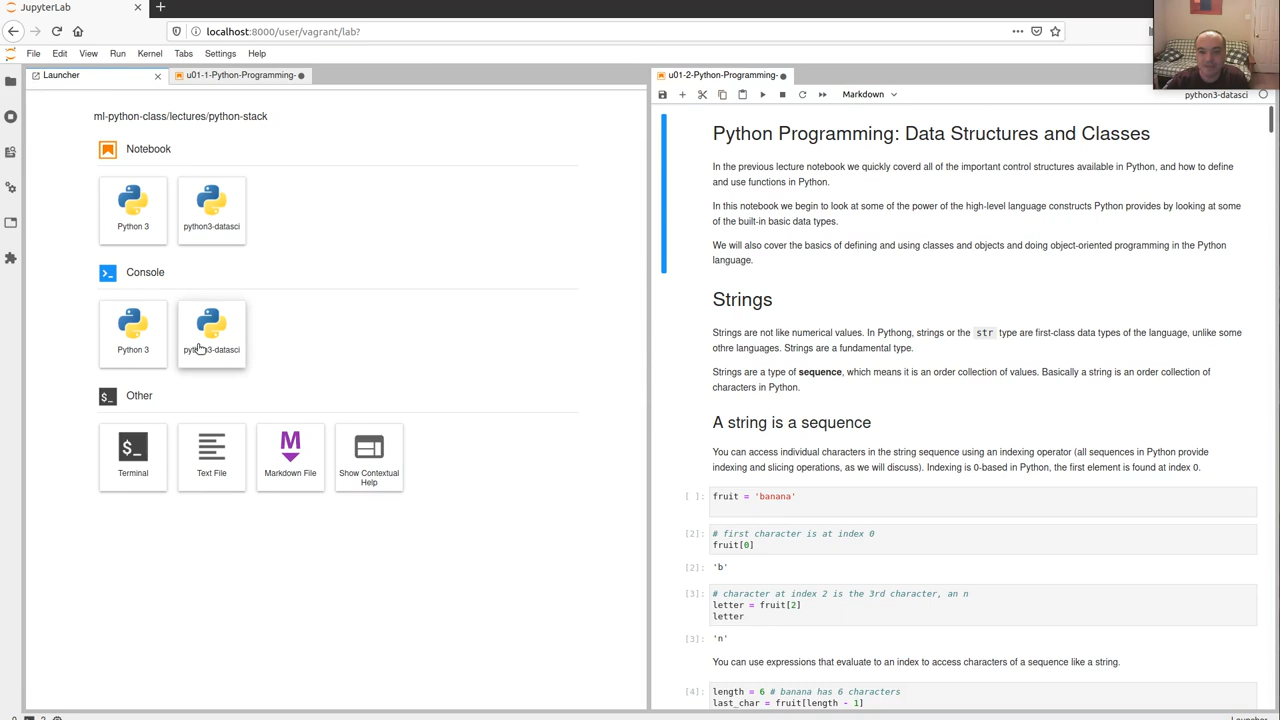 JupyterLab
localhost:8000/user/vagrant/lab?
File Edit View Run Kernel Tabs Settings Help
Launcher
u01-1-Python-Programming-
u01-2-Python-Programming-
Markdown
python3-datasci
ml-python-class/lectures/python-stack
Notebook
Python 3
python3-datasci
Console
Python 3
python3-datasci
Other
$_
Terminal
Text File
Markdown File
Show Contextual
Help
Python Programming: Data Structures and Classes
In the previous lecture notebook we quickly coverd all of the important control structures available in Python, and how to define
and use functions in Python.
In this notebook we begin to look at some of the power of the high-level language constructs Python provides by looking at some
of the built-in basic data types.
We will also cover the basics of defining and using classes and objects and doing object-oriented programming in the Python
language.
Strings
Strings are not like numerical values. In Pythong, strings or the str type are first-class data types of the language, unlike some
othre languages. Strings are a fundamental type.
Strings are a type of sequence, which means it is an order collection of values. Basically a string is an order collection of
characters in Python.
A string is a sequence
You can access individual characters in the string sequence using an indexing operator (all sequences in Python provide
indexing and slicing operations, as we will discuss). Indexing is 0-based in Python, the first element is found at index 0.
[ ]: fruit = 'banana'
[2]: # first character is at index 0
fruit[0]
[2]: 'b'
[3]: # character at index 2 is the 3rd character, an n
letter = fruit[2]
letter
[3]: 'n'
You can use expressions that evaluate to an index to access characters of a sequence like a string.
[4]: length = 6 # banana has 6 characters
last_char = fruit[length - 1]